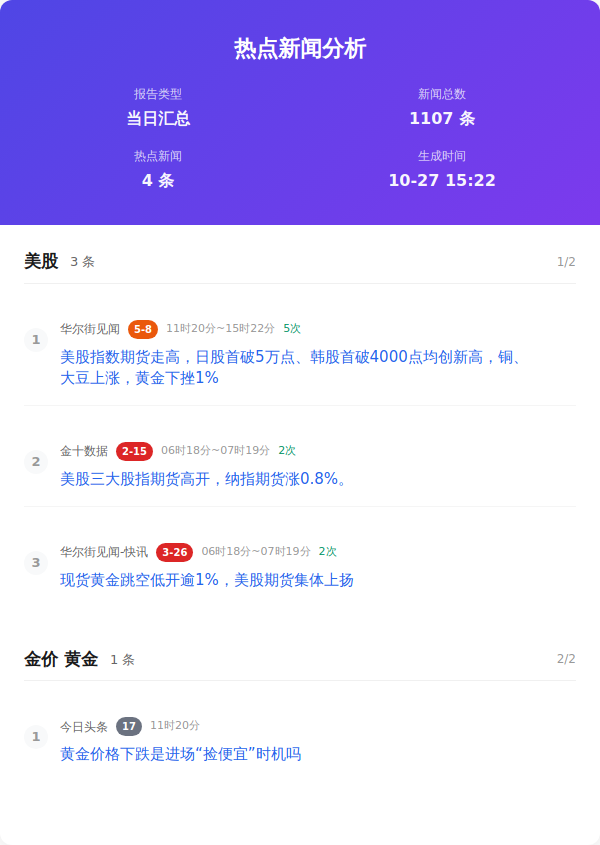 热点新闻分析
报告类型
新闻总数
当日汇总
1107 条
热点新闻
生成时间
4 条
10-27 15:22
美股 3 条 1/2
1
华尔街见闻 5-8 11时20分~15时22分 5次
美股指数期货走高，日股首破5万点、韩股首破4000点均创新高，铜、
大豆上涨，黄金下挫1%
2
金十数据 2-15 06时18分~07时19分 2次
美股三大股指期货高开，纳指期货涨0.8%。
3
华尔街见闻-快讯 3-26 06时18分~07时19分 2次
现货黄金跳空低开逾1%，美股期货集体上扬
金价 黄金 1 条 2/2
1
今日头条 17 11时20分
黄金价格下跌是进场“捡便宜”时机吗